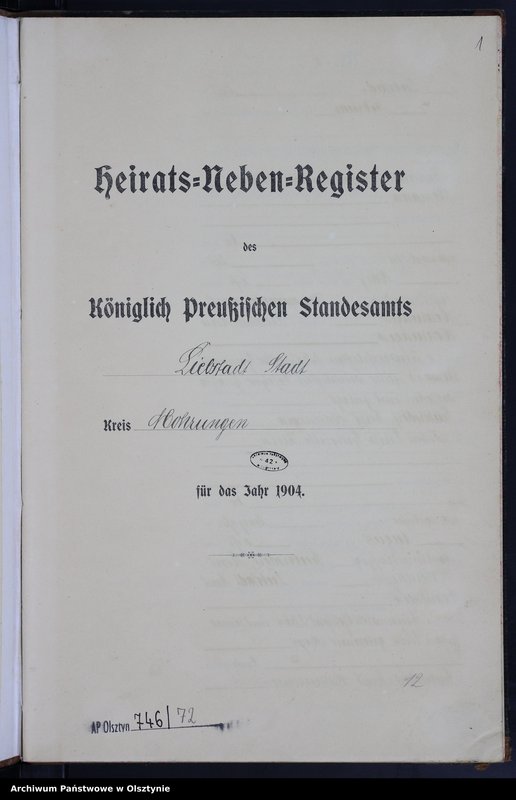 1
Heirats=Neben=Register
des
Königlich Preußischen Standesamts
Liebstadt Stadt
Kreis Mohrungen
42
für das Jahr 1904.
12
AP Olsztyn 746/72
Archiwum Państwowe w Olsztynie